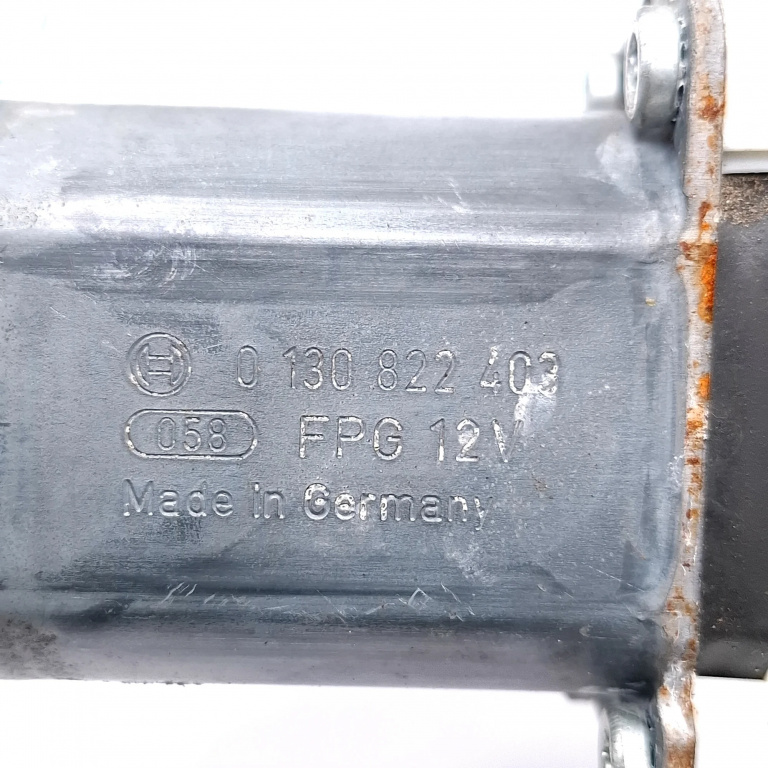 0 130 822 403
058 FPG 12V
Made in Germany